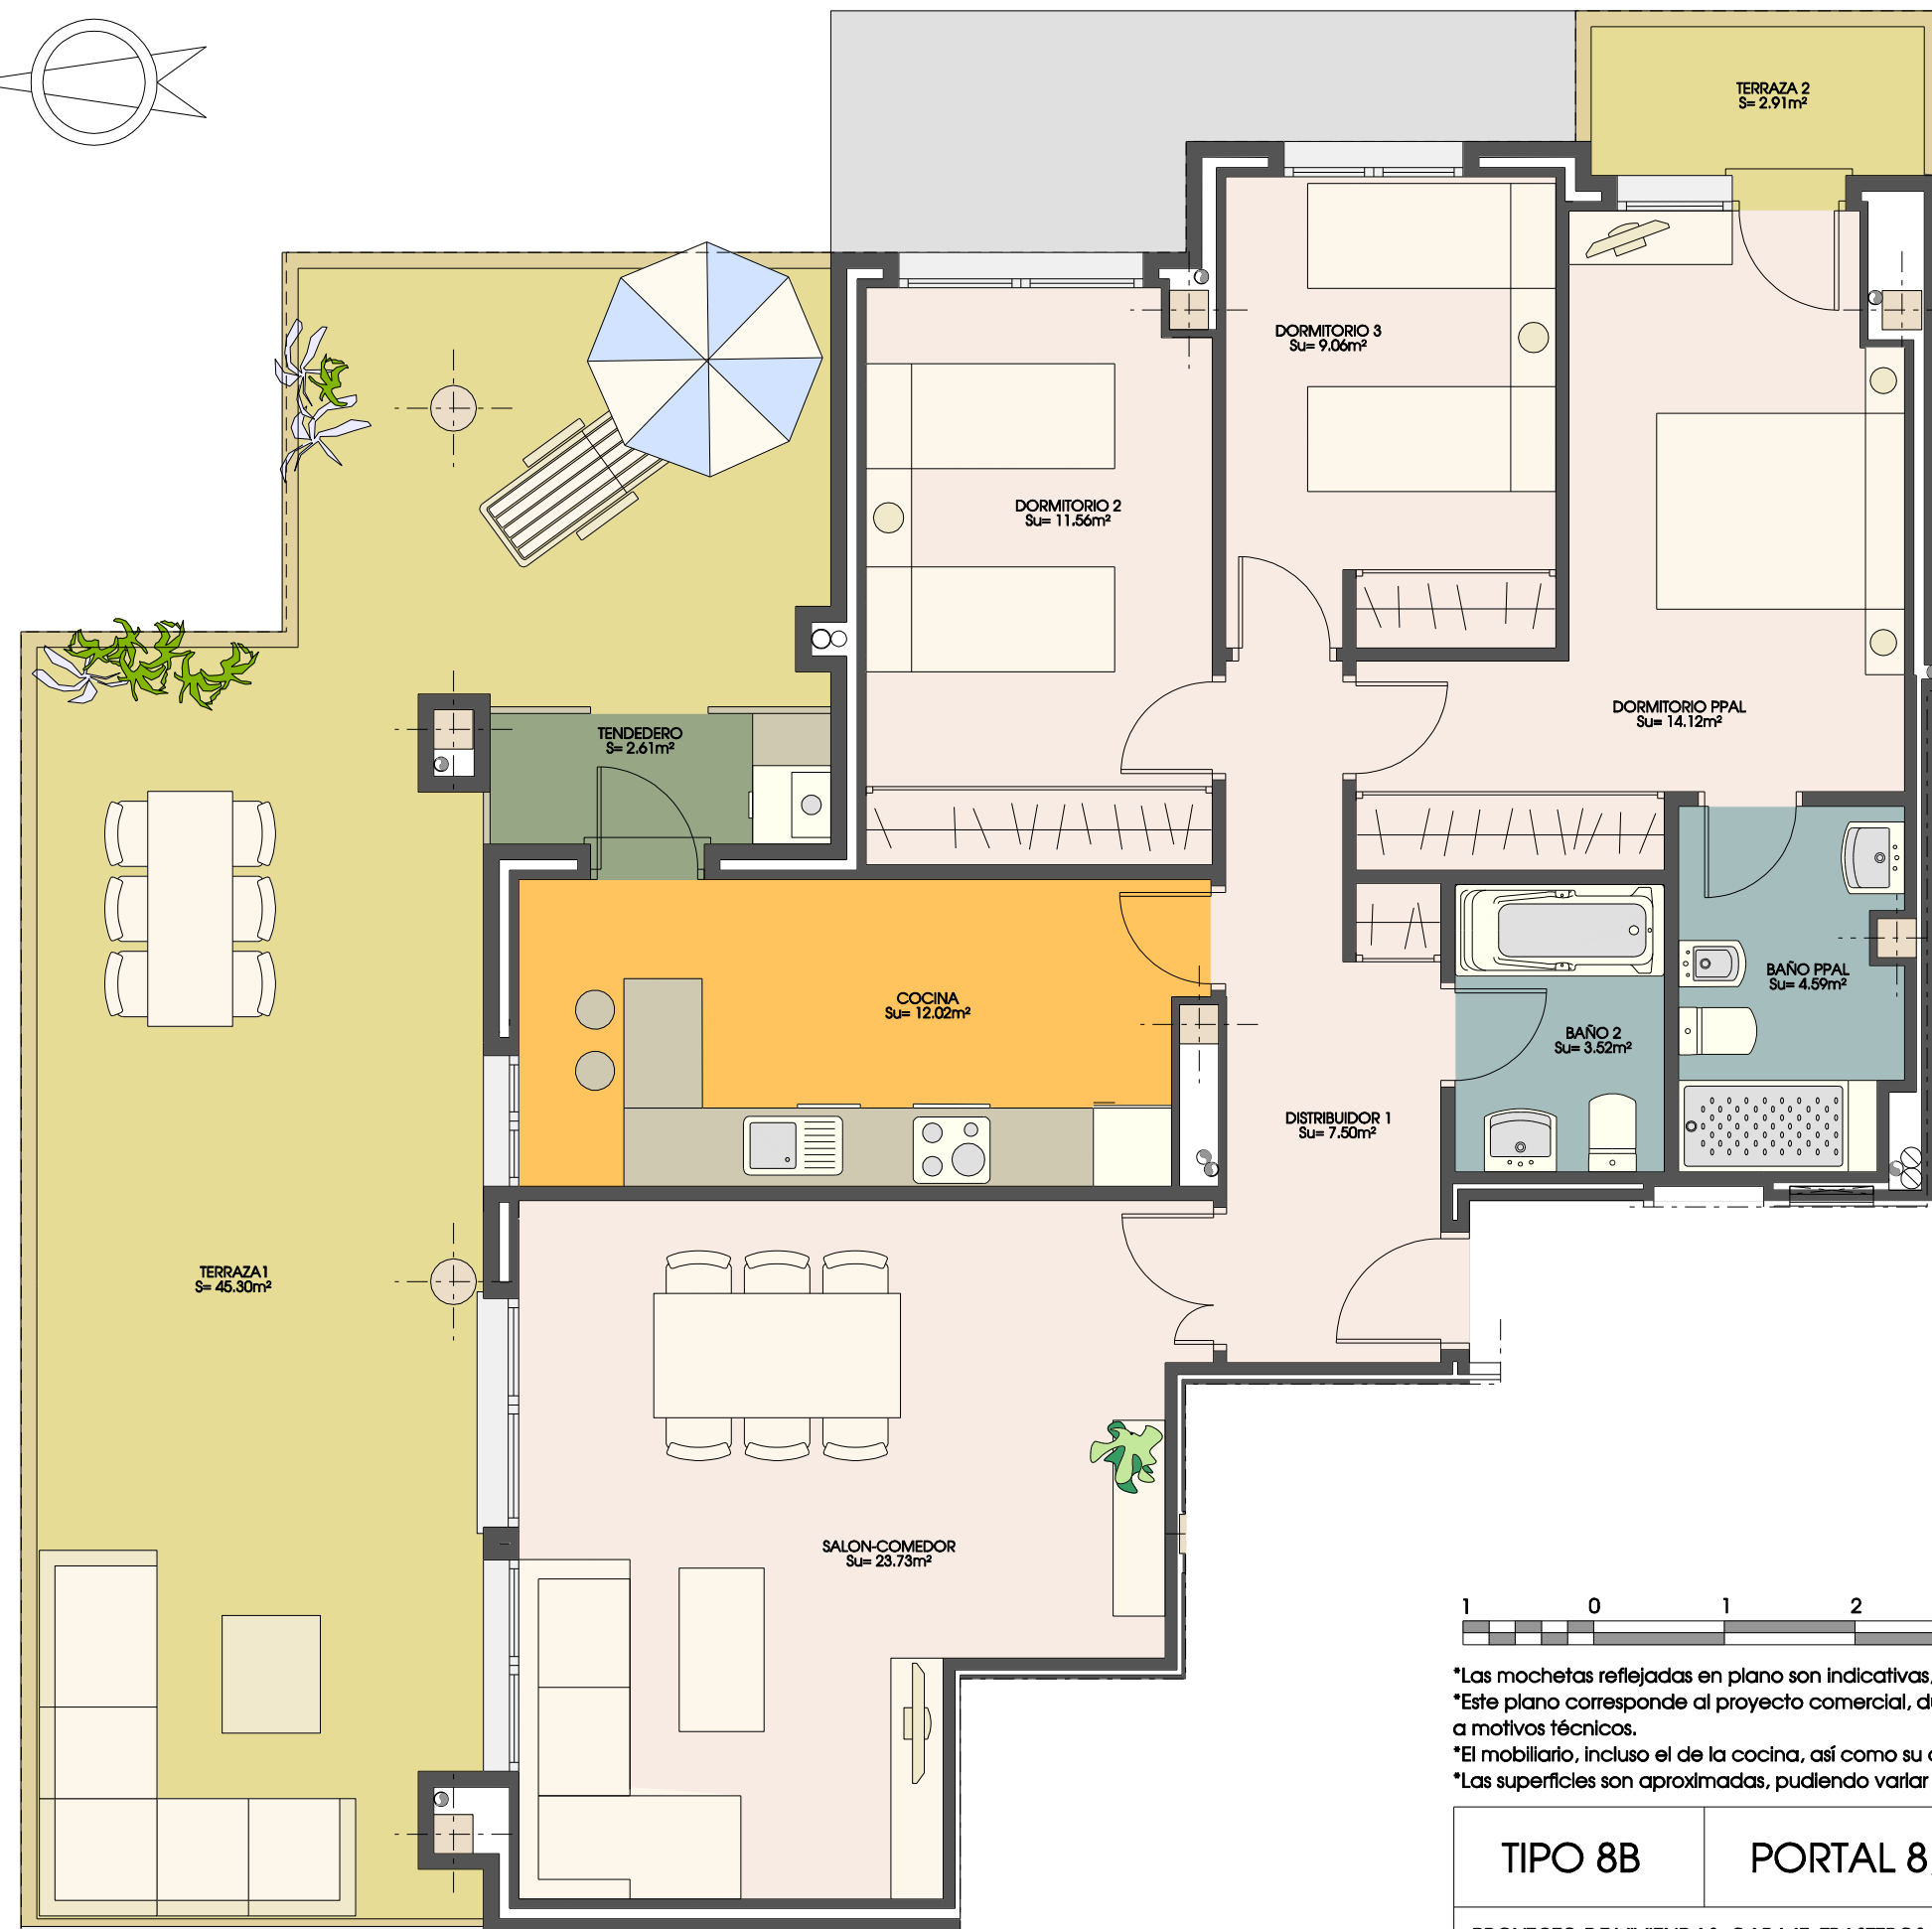 TERRAZA 2
S= 2.91m²
DORMITORIO 3
Su= 9.06m²
DORMITORIO 2
Su= 11.56m²
DORMITORIO PPAL
Su= 14.12m²
TENDEDERO
S= 2.61m²
COCINA
Su= 12.02m²
BAÑO PPAL
Su= 4.59m²
BAÑO 2
Su= 3.52m²
DISTRIBUIDOR 1
Su= 7.50m²
TERRAZA1
S= 45.30m²
SALON-COMEDOR
Su= 23.73m²
1 0 1 2
*Las mochetas reflejadas en plano son indicativas,
*Este plano corresponde al proyecto comercial,
a motivos técnicos.
*El mobiliario, incluso el de la cocina, así como su
*Las superficies son aproximadas, pudiendo variar
TIPO 8B
PORTAL 8